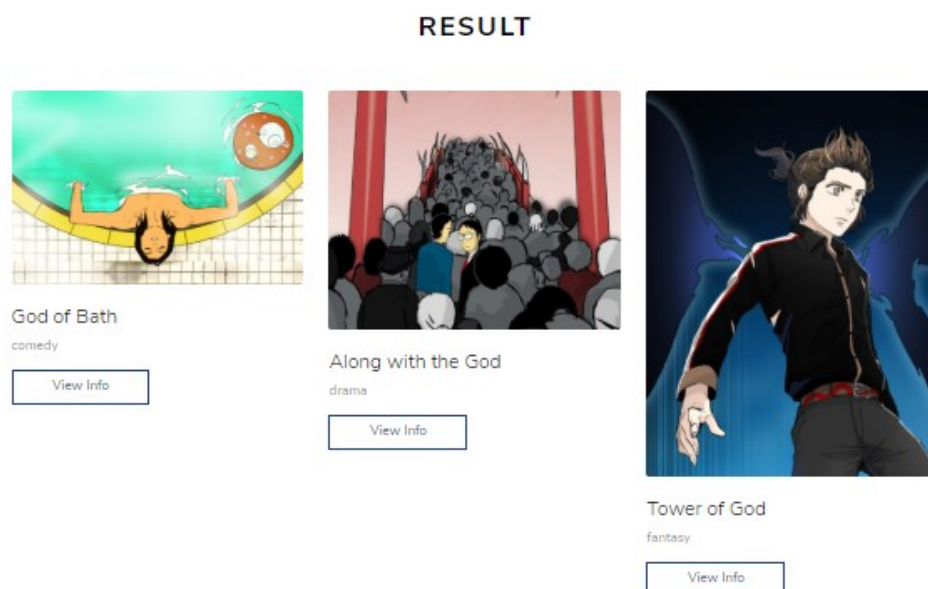 RESULT
God of Bath
comedy
View Info
Along with the God
drama
View Info
Tower of God
fantasy
View Info